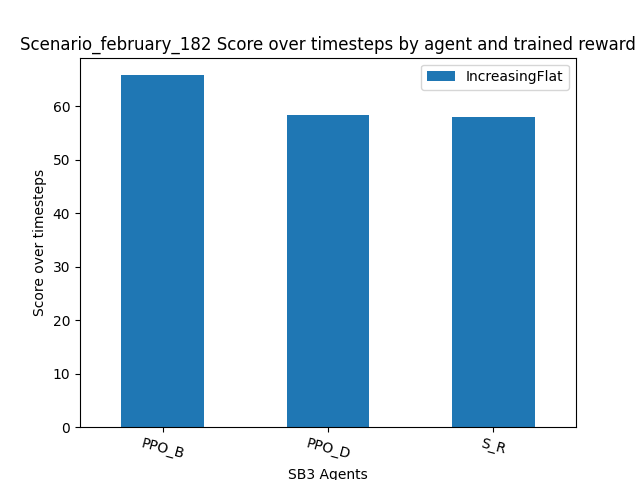 Scenario_february_182 Score over timesteps by agent and trained reward
IncreasingFlat
Score over timesteps
60
50
40
30
20
10
0
PPO_B
PPO_D
S_R
SB3 Agents